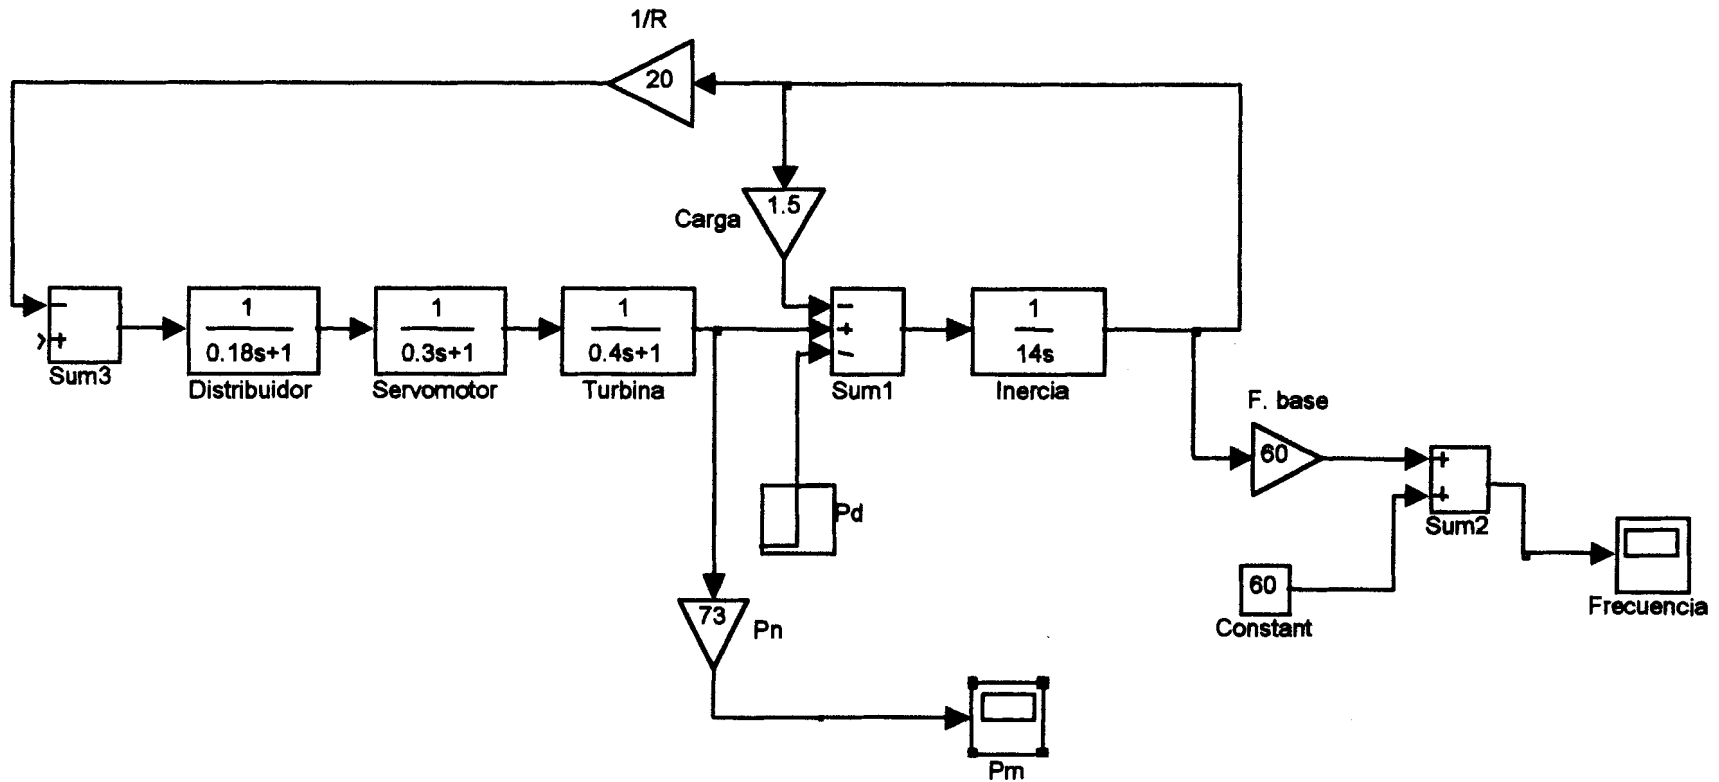 1/R
20
1.5
Carga
−
+
Sum3
1
0.18s+1
Distribuidor
1
0.3s+1
Servomotor
1
0.4s+1
Turbina
−
+
−
Sum1
1
14s
Inercia
F. base
60
+
+
Sum2
Pd
60
Constant
Frecuencia
73
Pn
Pm